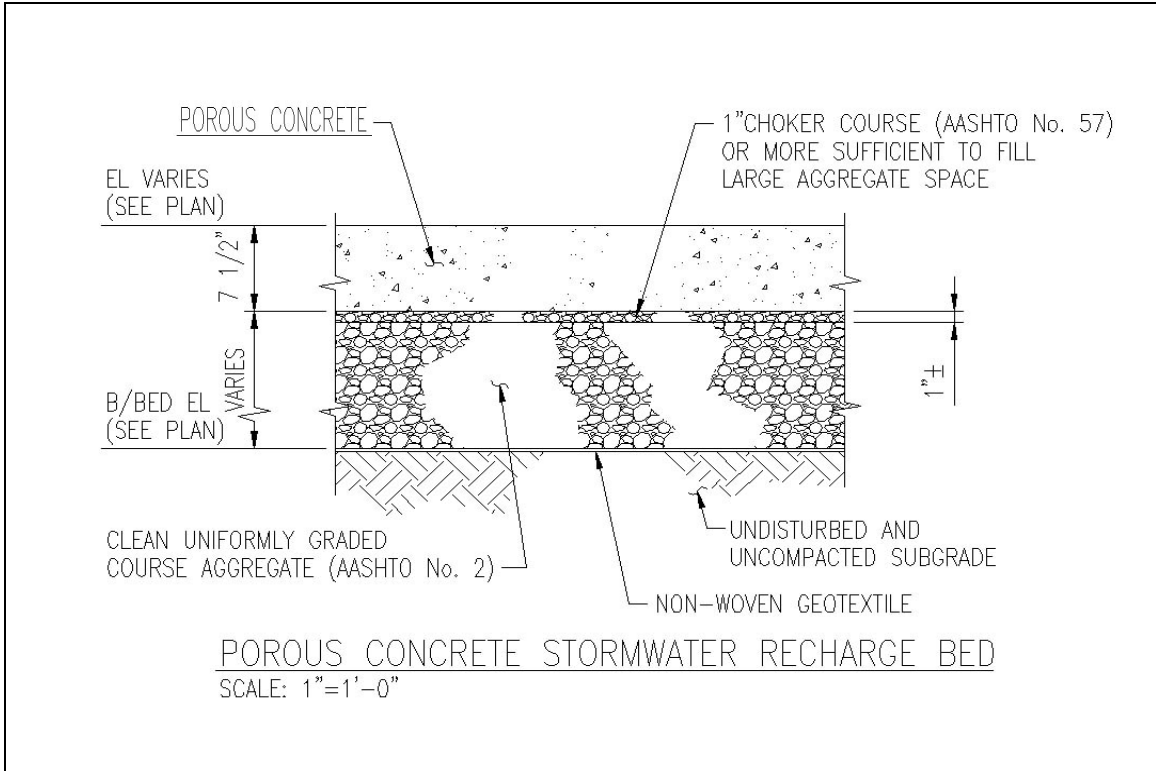 POROUS CONCRETE
1"CHOKER COURSE (AASHTO No. 57)
OR MORE SUFFICIENT TO FILL
LARGE AGGREGATE SPACE
EL VARIES
(SEE PLAN)
7 1/2"
VARIES
1"±
B/BED EL
(SEE PLAN)
CLEAN UNIFORMLY GRADED
COURSE AGGREGATE (AASHTO No. 2)
UNDISTURBED AND
UNCOMPACTED SUBGRADE
NON-WOVEN GEOTEXTILE
POROUS CONCRETE STORMWATER RECHARGE BED
SCALE: 1"=1'-0"